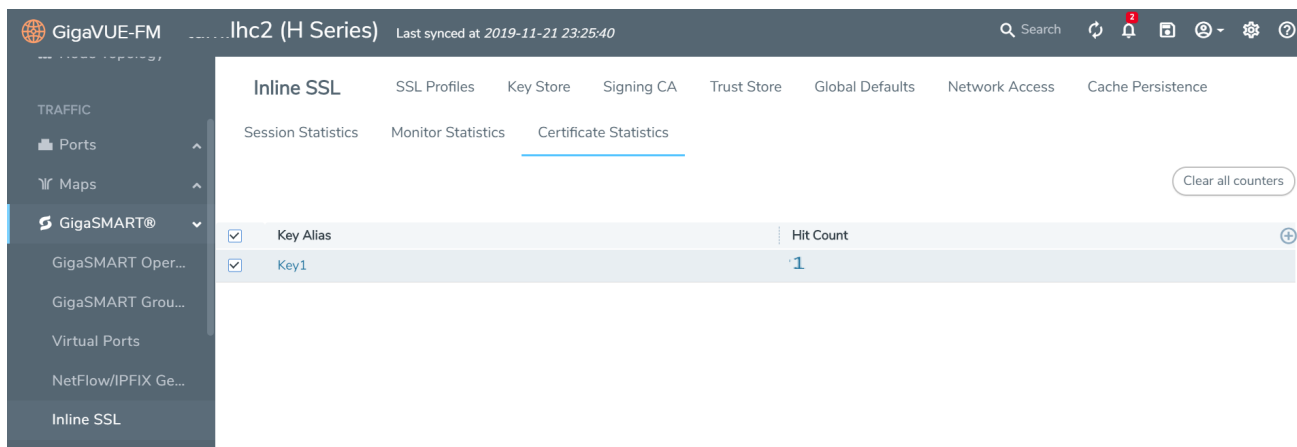 GigaVUE-FM
lhc2 (H Series) Last synced at 2019-11-21 23:25:40
Search
2
TRAFFIC
Ports
Maps
GigaSMART®
GigaSMART Oper...
GigaSMART Grou...
Virtual Ports
NetFlow/IPFIX Ge...
Inline SSL
Inline SSL SSL Profiles Key Store Signing CA Trust Store Global Defaults Network Access Cache Persistence
Session Statistics Monitor Statistics Certificate Statistics
Clear all counters
Key Alias Hit Count
Key1 1